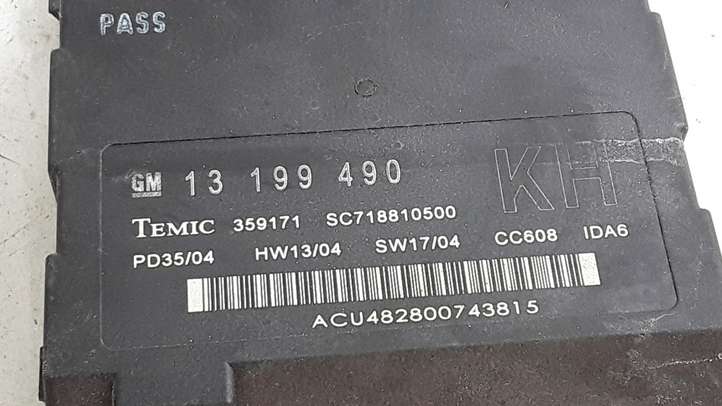 PASS
GM 13 199 490 KH
TEMIC 359171 SC718810500
PD35/04 HW13/04 SW17/04 CC608 IDA6
ACU482800743815